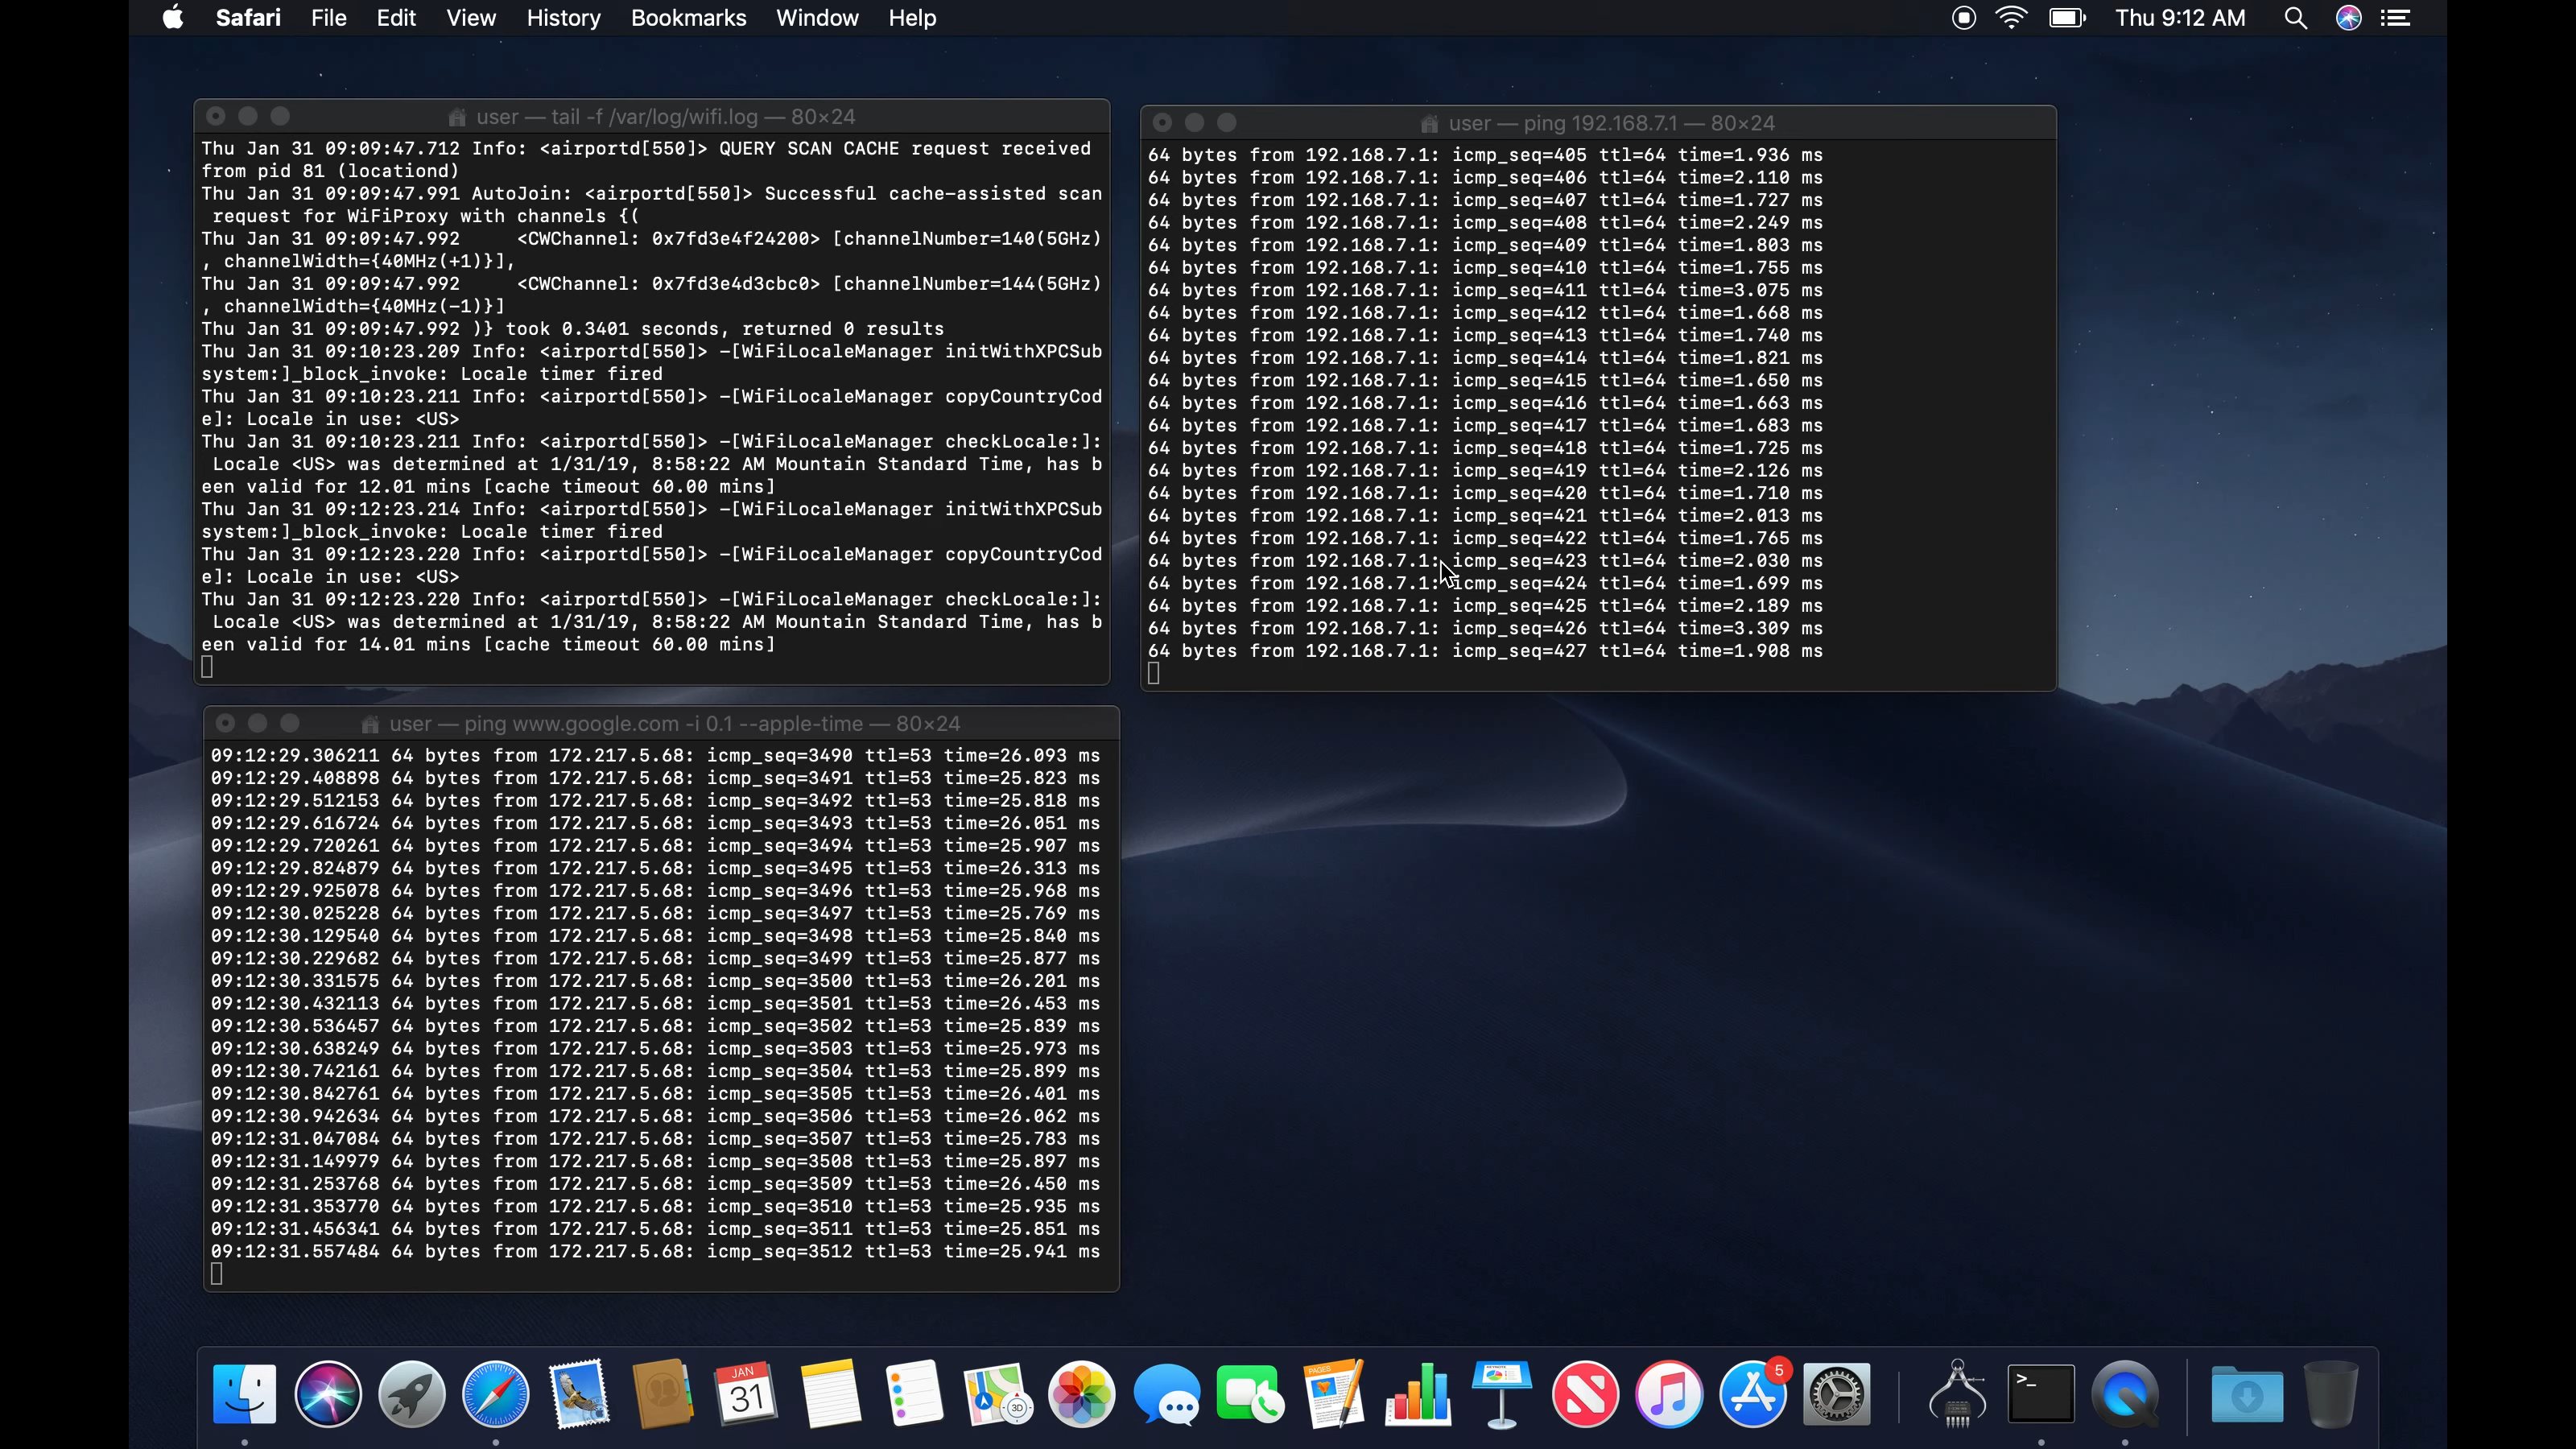 Safari File Edit View History Bookmarks Window Help Thu 9:12 AM
user — tail -f /var/log/wifi.log — 80×24
Thu Jan 31 09:09:47.712 Info: <airportd[550]> QUERY SCAN CACHE request received
from pid 81 (locationd)
Thu Jan 31 09:09:47.991 AutoJoin: <airportd[550]> Successful cache-assisted scan
request for WiFiProxy with channels {(
Thu Jan 31 09:09:47.992     <CWChannel: 0x7fd3e4f24200> [channelNumber=140(5GHz)
, channelWidth={40MHz(+1)}],
Thu Jan 31 09:09:47.992     <CWChannel: 0x7fd3e4d3cbc0> [channelNumber=144(5GHz)
, channelWidth={40MHz(-1)}]
Thu Jan 31 09:09:47.992 )} took 0.3401 seconds, returned 0 results
Thu Jan 31 09:10:23.209 Info: <airportd[550]> -[WiFiLocaleManager initWithXPCSub
system:]_block_invoke: Locale timer fired
Thu Jan 31 09:10:23.211 Info: <airportd[550]> -[WiFiLocaleManager copyCountryCod
e]: Locale in use: <US>
Thu Jan 31 09:10:23.211 Info: <airportd[550]> -[WiFiLocaleManager checkLocale:]:
Locale <US> was determined at 1/31/19, 8:58:22 AM Mountain Standard Time, has b
een valid for 12.01 mins [cache timeout 60.00 mins]
Thu Jan 31 09:12:23.214 Info: <airportd[550]> -[WiFiLocaleManager initWithXPCSub
system:]_block_invoke: Locale timer fired
Thu Jan 31 09:12:23.220 Info: <airportd[550]> -[WiFiLocaleManager copyCountryCod
e]: Locale in use: <US>
Thu Jan 31 09:12:23.220 Info: <airportd[550]> -[WiFiLocaleManager checkLocale:]:
Locale <US> was determined at 1/31/19, 8:58:22 AM Mountain Standard Time, has b
een valid for 14.01 mins [cache timeout 60.00 mins]
user — ping 192.168.7.1 — 80×24
64 bytes from 192.168.7.1: icmp_seq=405 ttl=64 time=1.936 ms
64 bytes from 192.168.7.1: icmp_seq=406 ttl=64 time=2.110 ms
64 bytes from 192.168.7.1: icmp_seq=407 ttl=64 time=1.727 ms
64 bytes from 192.168.7.1: icmp_seq=408 ttl=64 time=2.249 ms
64 bytes from 192.168.7.1: icmp_seq=409 ttl=64 time=1.803 ms
64 bytes from 192.168.7.1: icmp_seq=410 ttl=64 time=1.755 ms
64 bytes from 192.168.7.1: icmp_seq=411 ttl=64 time=3.075 ms
64 bytes from 192.168.7.1: icmp_seq=412 ttl=64 time=1.668 ms
64 bytes from 192.168.7.1: icmp_seq=413 ttl=64 time=1.740 ms
64 bytes from 192.168.7.1: icmp_seq=414 ttl=64 time=1.821 ms
64 bytes from 192.168.7.1: icmp_seq=415 ttl=64 time=1.650 ms
64 bytes from 192.168.7.1: icmp_seq=416 ttl=64 time=1.663 ms
64 bytes from 192.168.7.1: icmp_seq=417 ttl=64 time=1.683 ms
64 bytes from 192.168.7.1: icmp_seq=418 ttl=64 time=1.725 ms
64 bytes from 192.168.7.1: icmp_seq=419 ttl=64 time=2.126 ms
64 bytes from 192.168.7.1: icmp_seq=420 ttl=64 time=1.710 ms
64 bytes from 192.168.7.1: icmp_seq=421 ttl=64 time=2.013 ms
64 bytes from 192.168.7.1: icmp_seq=422 ttl=64 time=1.765 ms
64 bytes from 192.168.7.1: icmp_seq=423 ttl=64 time=2.030 ms
64 bytes from 192.168.7.1: icmp_seq=424 ttl=64 time=1.699 ms
64 bytes from 192.168.7.1: icmp_seq=425 ttl=64 time=2.189 ms
64 bytes from 192.168.7.1: icmp_seq=426 ttl=64 time=3.309 ms
64 bytes from 192.168.7.1: icmp_seq=427 ttl=64 time=1.908 ms
user — ping www.google.com -i 0.1 --apple-time — 80×24
09:12:29.306211 64 bytes from 172.217.5.68: icmp_seq=3490 ttl=53 time=26.093 ms
09:12:29.408898 64 bytes from 172.217.5.68: icmp_seq=3491 ttl=53 time=25.823 ms
09:12:29.512153 64 bytes from 172.217.5.68: icmp_seq=3492 ttl=53 time=25.818 ms
09:12:29.616724 64 bytes from 172.217.5.68: icmp_seq=3493 ttl=53 time=26.051 ms
09:12:29.720261 64 bytes from 172.217.5.68: icmp_seq=3494 ttl=53 time=25.907 ms
09:12:29.824879 64 bytes from 172.217.5.68: icmp_seq=3495 ttl=53 time=26.313 ms
09:12:29.925078 64 bytes from 172.217.5.68: icmp_seq=3496 ttl=53 time=25.968 ms
09:12:30.025228 64 bytes from 172.217.5.68: icmp_seq=3497 ttl=53 time=25.769 ms
09:12:30.129540 64 bytes from 172.217.5.68: icmp_seq=3498 ttl=53 time=25.840 ms
09:12:30.229682 64 bytes from 172.217.5.68: icmp_seq=3499 ttl=53 time=25.877 ms
09:12:30.331575 64 bytes from 172.217.5.68: icmp_seq=3500 ttl=53 time=26.201 ms
09:12:30.432113 64 bytes from 172.217.5.68: icmp_seq=3501 ttl=53 time=26.453 ms
09:12:30.536457 64 bytes from 172.217.5.68: icmp_seq=3502 ttl=53 time=25.839 ms
09:12:30.638249 64 bytes from 172.217.5.68: icmp_seq=3503 ttl=53 time=25.973 ms
09:12:30.742161 64 bytes from 172.217.5.68: icmp_seq=3504 ttl=53 time=25.899 ms
09:12:30.842761 64 bytes from 172.217.5.68: icmp_seq=3505 ttl=53 time=26.401 ms
09:12:30.942634 64 bytes from 172.217.5.68: icmp_seq=3506 ttl=53 time=26.062 ms
09:12:31.047084 64 bytes from 172.217.5.68: icmp_seq=3507 ttl=53 time=25.783 ms
09:12:31.149979 64 bytes from 172.217.5.68: icmp_seq=3508 ttl=53 time=25.897 ms
09:12:31.253768 64 bytes from 172.217.5.68: icmp_seq=3509 ttl=53 time=26.450 ms
09:12:31.353770 64 bytes from 172.217.5.68: icmp_seq=3510 ttl=53 time=25.935 ms
09:12:31.456341 64 bytes from 172.217.5.68: icmp_seq=3511 ttl=53 time=25.851 ms
09:12:31.557484 64 bytes from 172.217.5.68: icmp_seq=3512 ttl=53 time=25.941 ms
JAN
31
3D
PAGES
5
>_